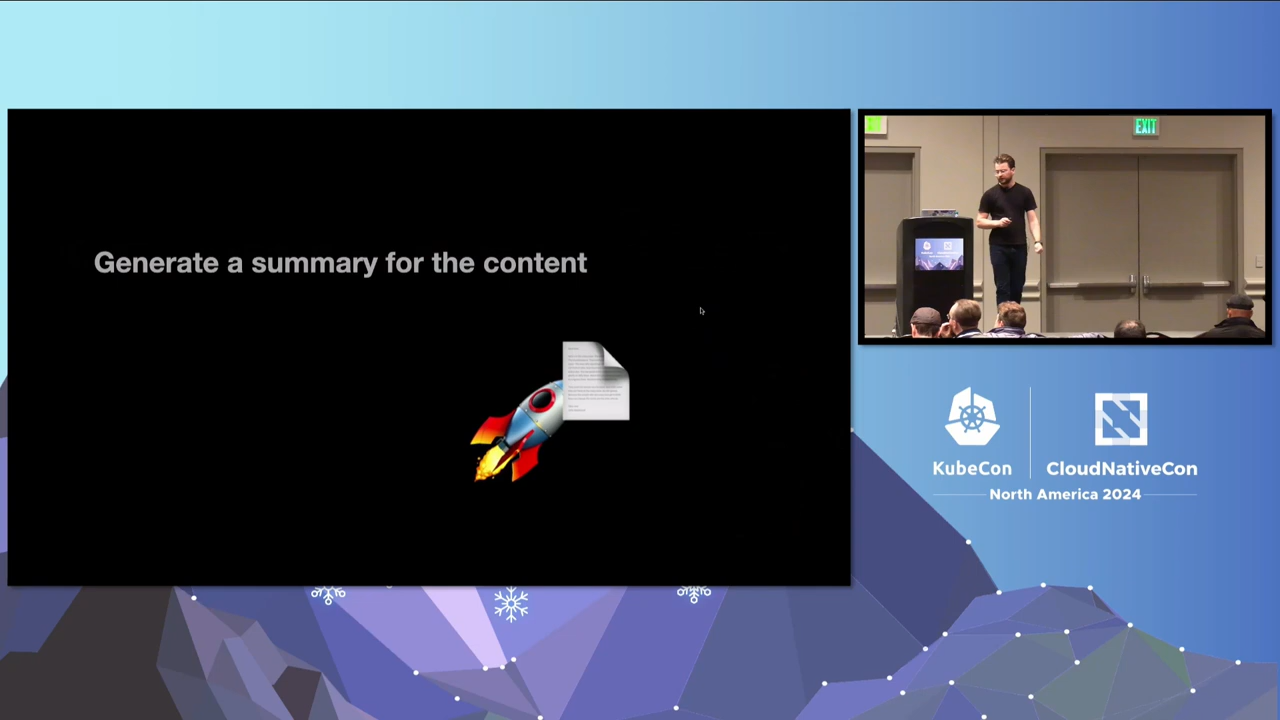 Generate a summary for the content
EXIT
KubeCon
CloudNativeCon
North America 2024